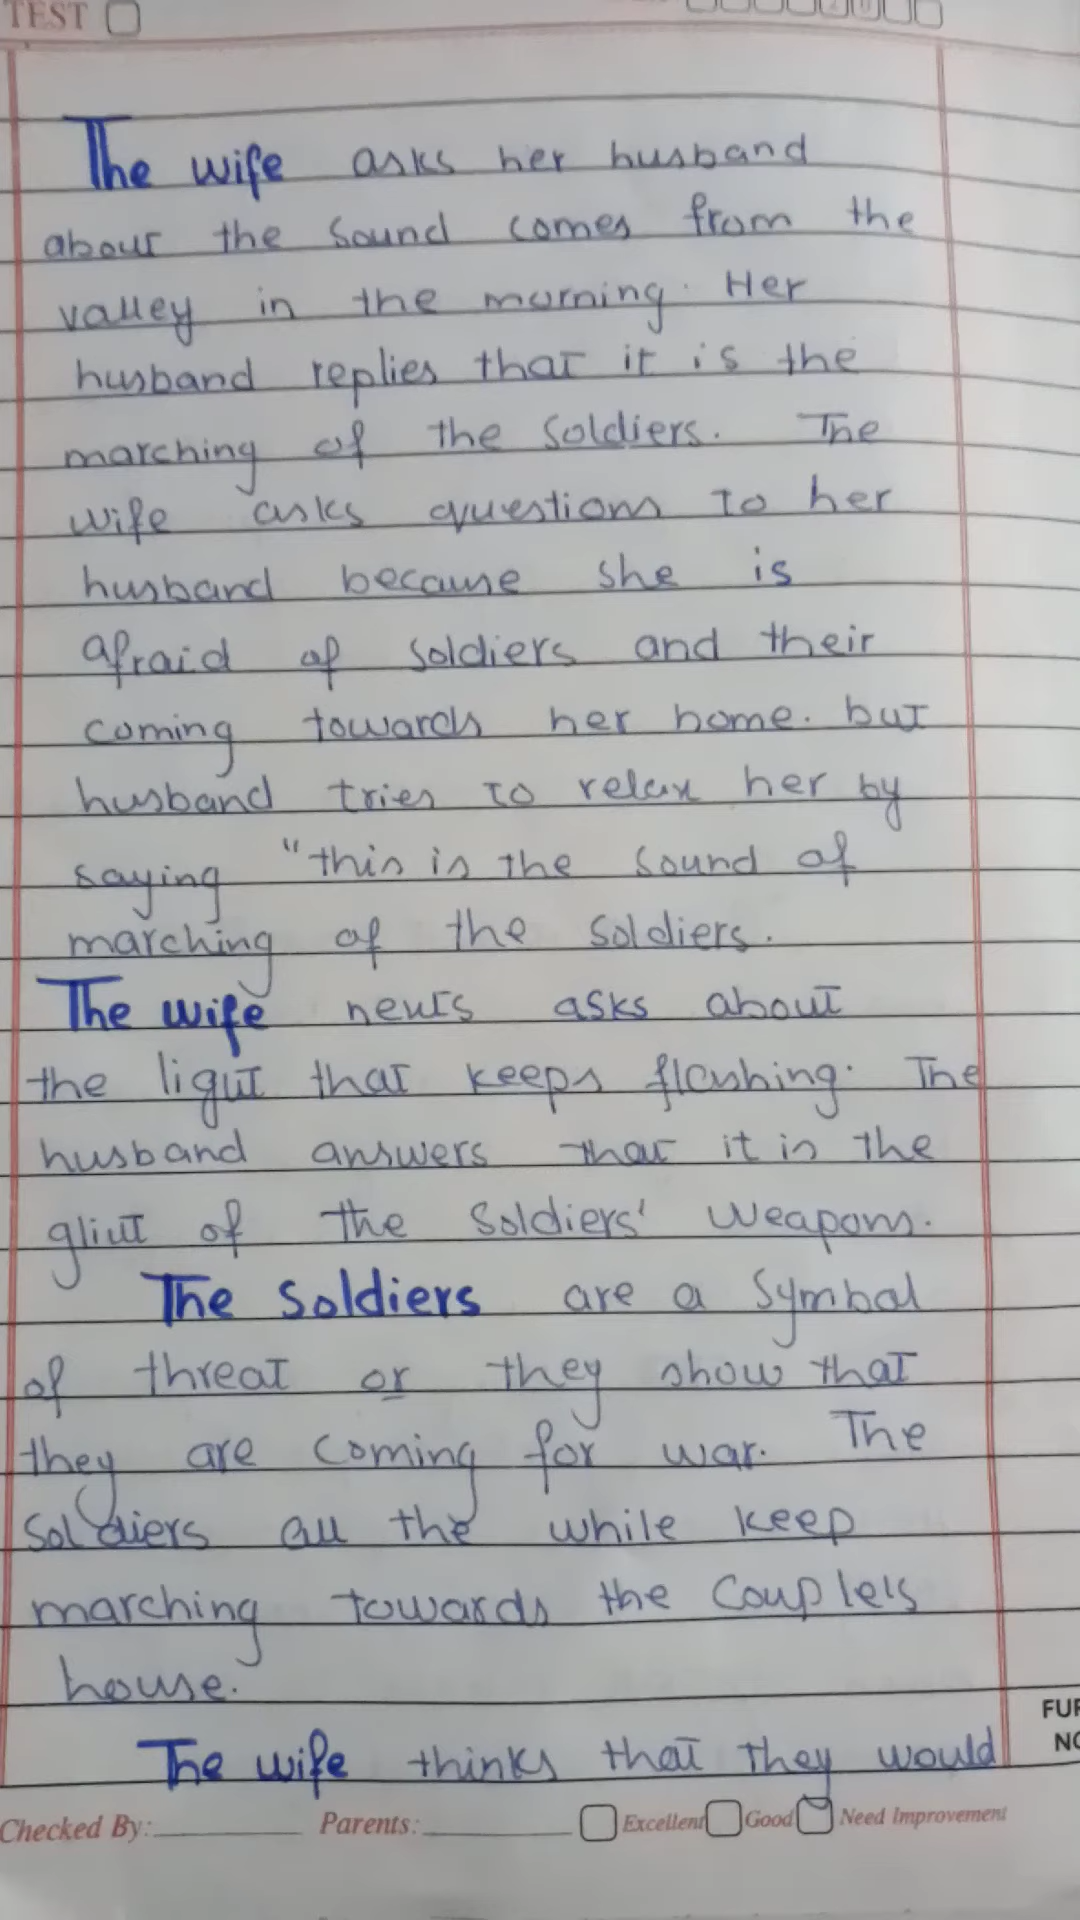 TEST
The wife asks her husband
about the sound comes from the
valley in the morning. Her
husband replies that it is the
marching of the soldiers. The
wife asks questions to her
husband because she is
afraid of soldiers and their
coming towards her home. but
husband tries to relax her by
saying "this is the sound of
marching of the soldiers.
The wife nexts asks about
the light that keeps flashing. The
husband answers that it is the
glint of the soldiers' weapons.
The Soldiers are a symbol
of threat or they show that
they are coming for war. The
Soldiers all the while keep
marching towards the couple's
house.
The wife thinks that they would
FUR
NO
Checked By: Parents: Excellent Good Need Improvement